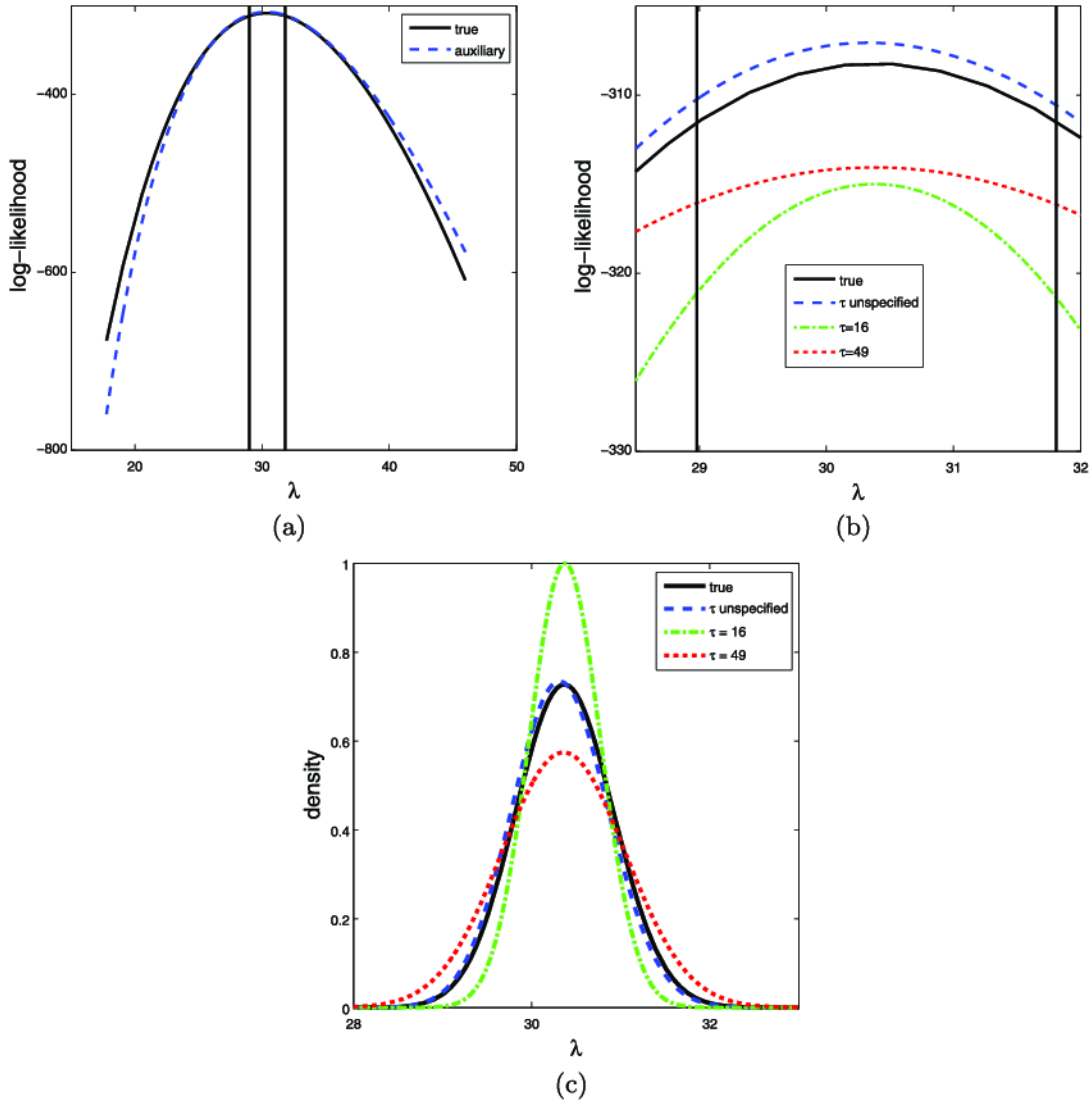 true
auxiliary
−400
−600
−800
log−likelihood
20
30
40
50
λ
(a)
−310
−320
−330
log−likelihood
true
τ unspecified
τ=16
τ=49
29
30
31
32
λ
(b)
1
0.8
0.6
0.4
0.2
0
density
true
τ unspecified
τ = 16
τ = 49
28
30
32
λ
(c)